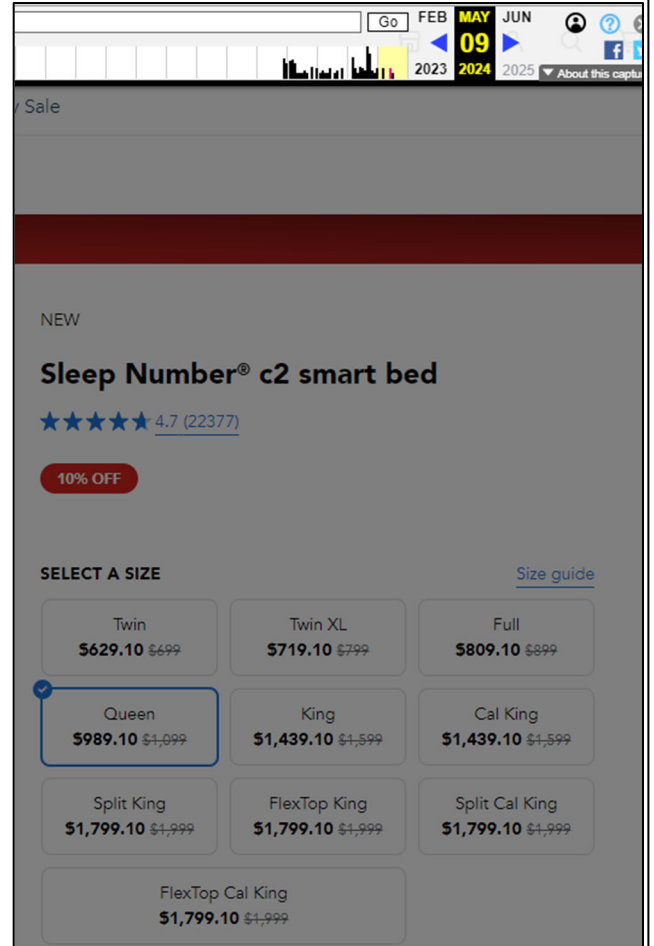 Go FEB MAY JUN
09
2023 2024 2025 About this captu
y Sale
NEW
Sleep Number® c2 smart bed
4.7 (22377)
10% OFF
SELECT A SIZE Size guide
Twin Twin XL Full
$629.10 $699 $719.10 $799 $809.10 $899
Queen King Cal King
$989.10 $1,099 $1,439.10 $1,599 $1,439.10 $1,599
Split King FlexTop King Split Cal King
$1,799.10 $1,999 $1,799.10 $1,999 $1,799.10 $1,999
FlexTop Cal King
$1,799.10 $1,999